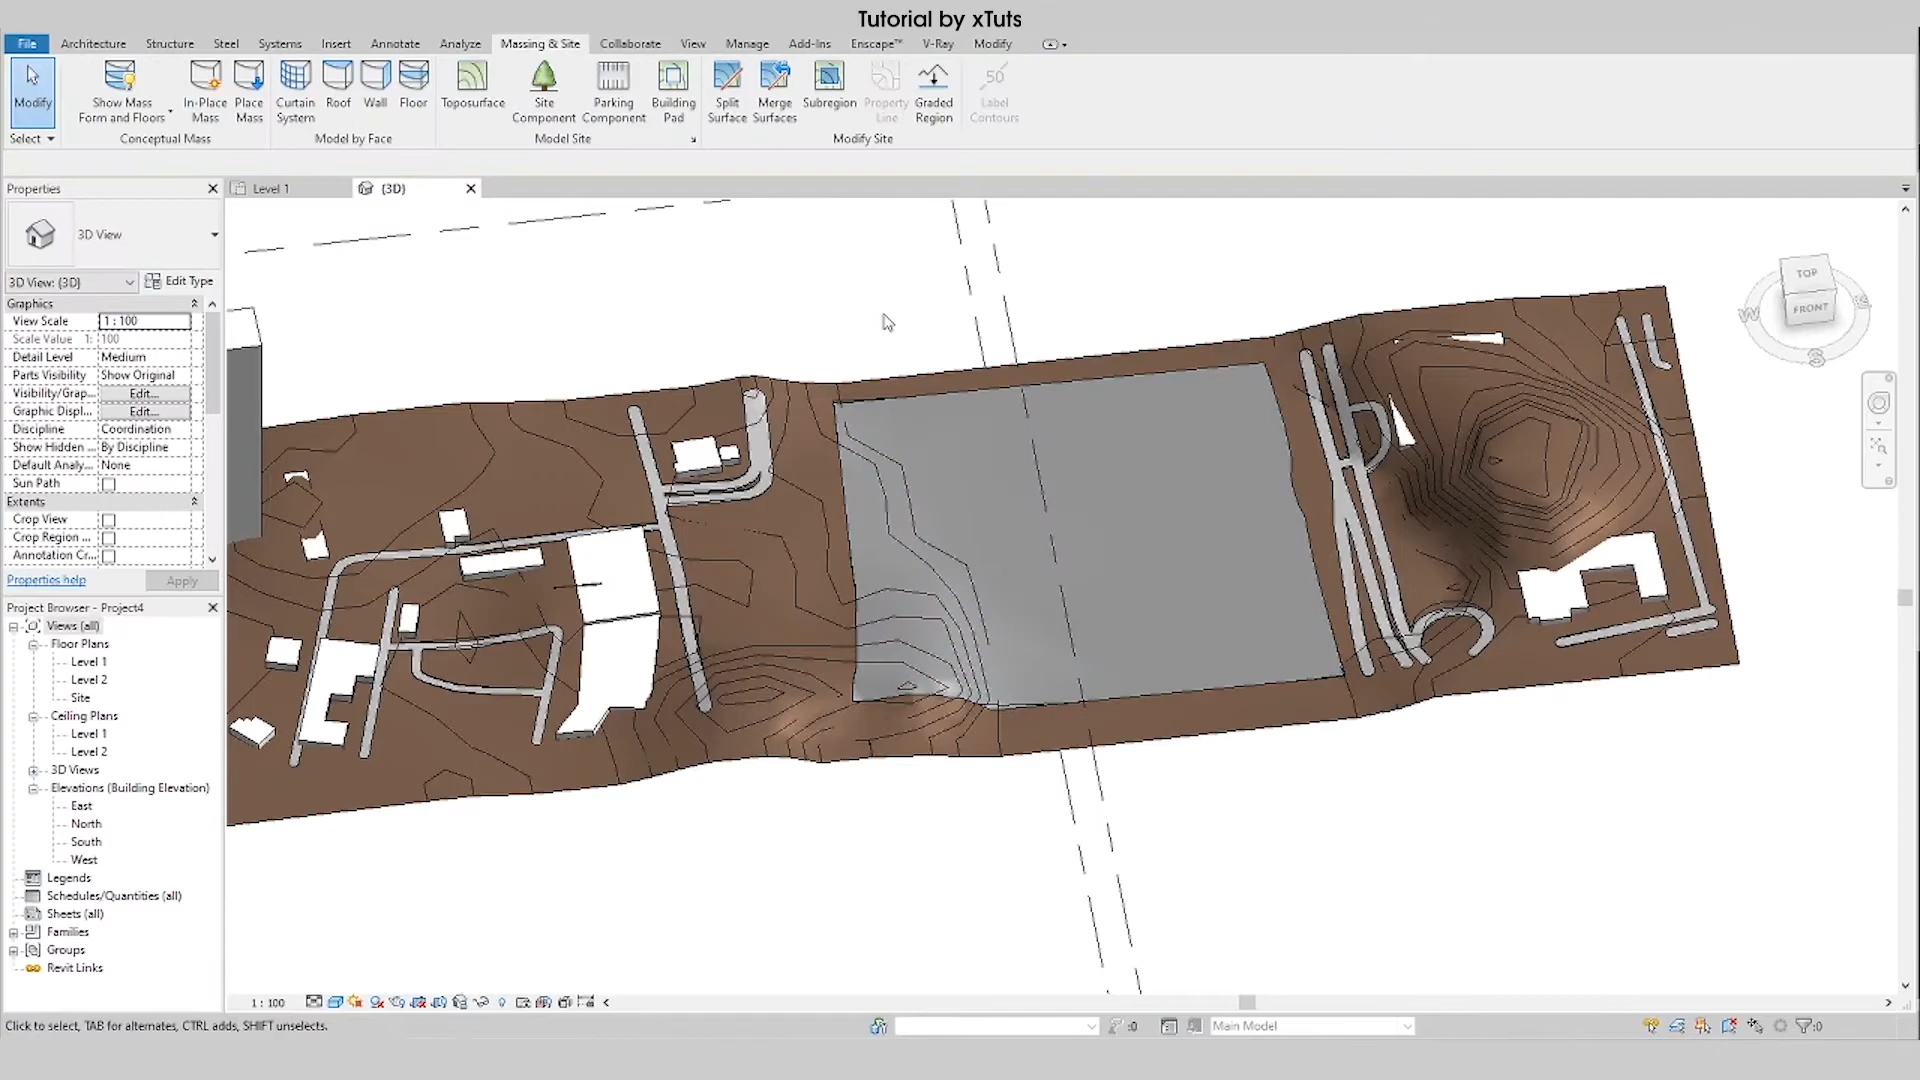 Tutorial by xTuts
File Architecture Structure Steel Systems Insert Annotate Analyze Massing & Site Collaborate View Manage Add-Ins Enscape™ V-Ray Modify
Modify
Show Mass Form and Floors
In-Place Mass
Place Mass
Curtain System
Roof
Wall
Floor
Toposurface
Site Component
Parking Component
Building Pad
Split Surface
Merge Surfaces
Subregion
Property Line
Graded Region
50
Label Contours
Select
Conceptual Mass
Model by Face
Model Site
Modify Site
Properties
Level 1
{3D}
3D View
3D View: {3D}
Edit Type
Graphics
View Scale 1 : 100
Scale Value 1: 100
Detail Level Medium
Parts Visibility Show Original
Visibility/Grap... Edit...
Graphic Displ... Edit...
Discipline Coordination
Show Hidden ... By Discipline
Default Analy... None
Sun Path
Extents
Crop View
Crop Region ...
Annotation Cr...
Properties help
Apply
Project Browser - Project4
Views (all)
Floor Plans
Level 1
Level 2
Site
Ceiling Plans
Level 1
Level 2
3D Views
Elevations (Building Elevation)
East
North
South
West
Legends
Schedules/Quantities (all)
Sheets (all)
Families
Groups
Revit Links
TOP
FRONT
W
S
1 : 100
Click to select, TAB for alternates, CTRL adds, SHIFT unselects.
:0
Main Model
:0